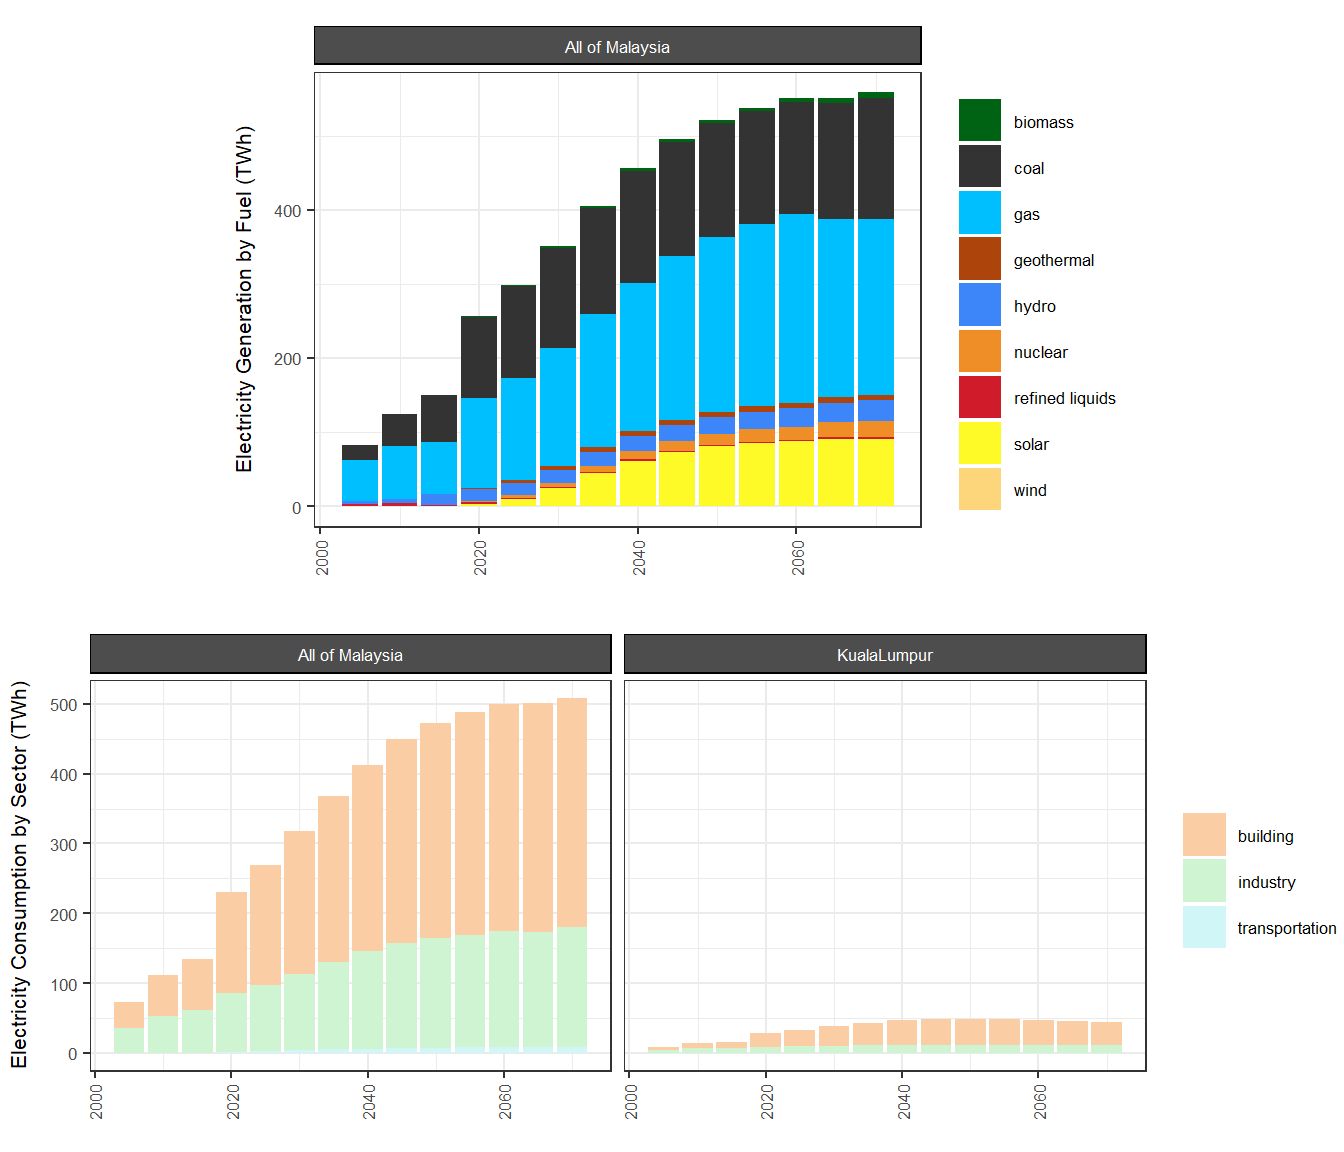 All of Malaysia
Electricity Generation by Fuel (TWh)
400
200
0
2000
2020
2040
2060
biomass
coal
gas
geothermal
hydro
nuclear
refined liquids
solar
wind
All of Malaysia
KualaLumpur
Electricity Consumption by Sector (TWh)
500
400
300
200
100
0
2000
2020
2040
2060
2000
2020
2040
2060
building
industry
transportation